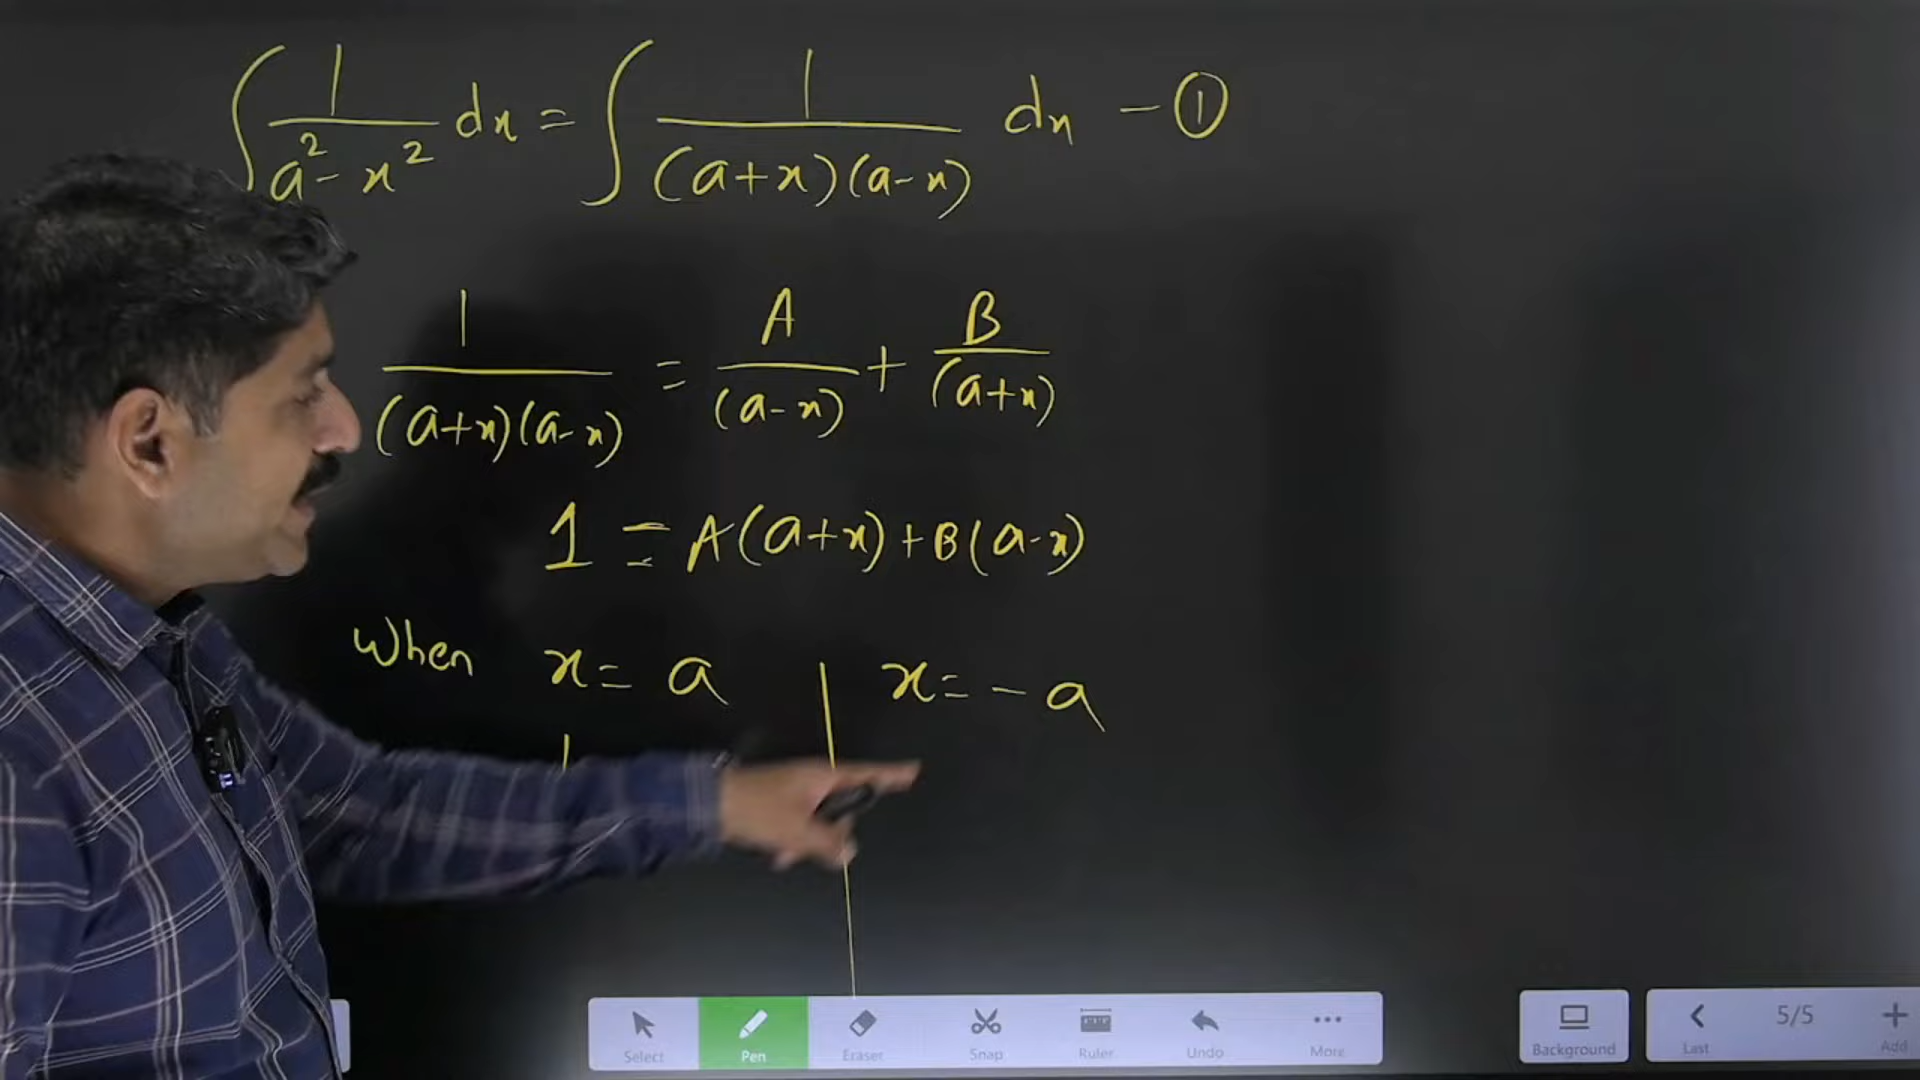 ∫ 1/(a² - x²) dx = ∫ 1/((a+x)(a-x)) dx - ①
1/((a+x)(a-x)) = A/(a-x) + B/(a+x)
1 = A(a+x)+B(a-x)
When x = a | x = - a
1
Select Pen Eraser Snap Ruler Undo More Background Last 5/5 Add